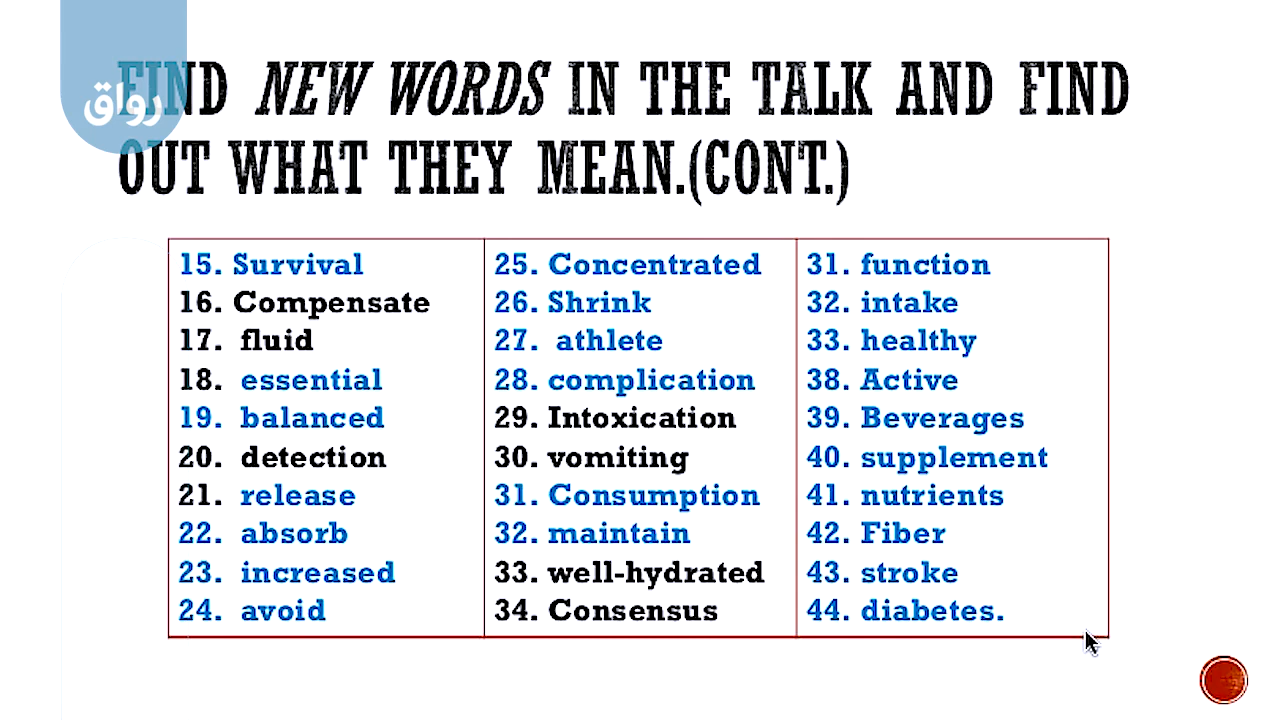 رواق
FIND NEW WORDS IN THE TALK AND FIND
OUT WHAT THEY MEAN.(CONT.)
15. Survival
16. Compensate
17. fluid
18. essential
19. balanced
20. detection
21. release
22. absorb
23. increased
24. avoid
25. Concentrated
26. Shrink
27. athlete
28. complication
29. Intoxication
30. vomiting
31. Consumption
32. maintain
33. well-hydrated
34. Consensus
31. function
32. intake
33. healthy
38. Active
39. Beverages
40. supplement
41. nutrients
42. Fiber
43. stroke
44. diabetes.